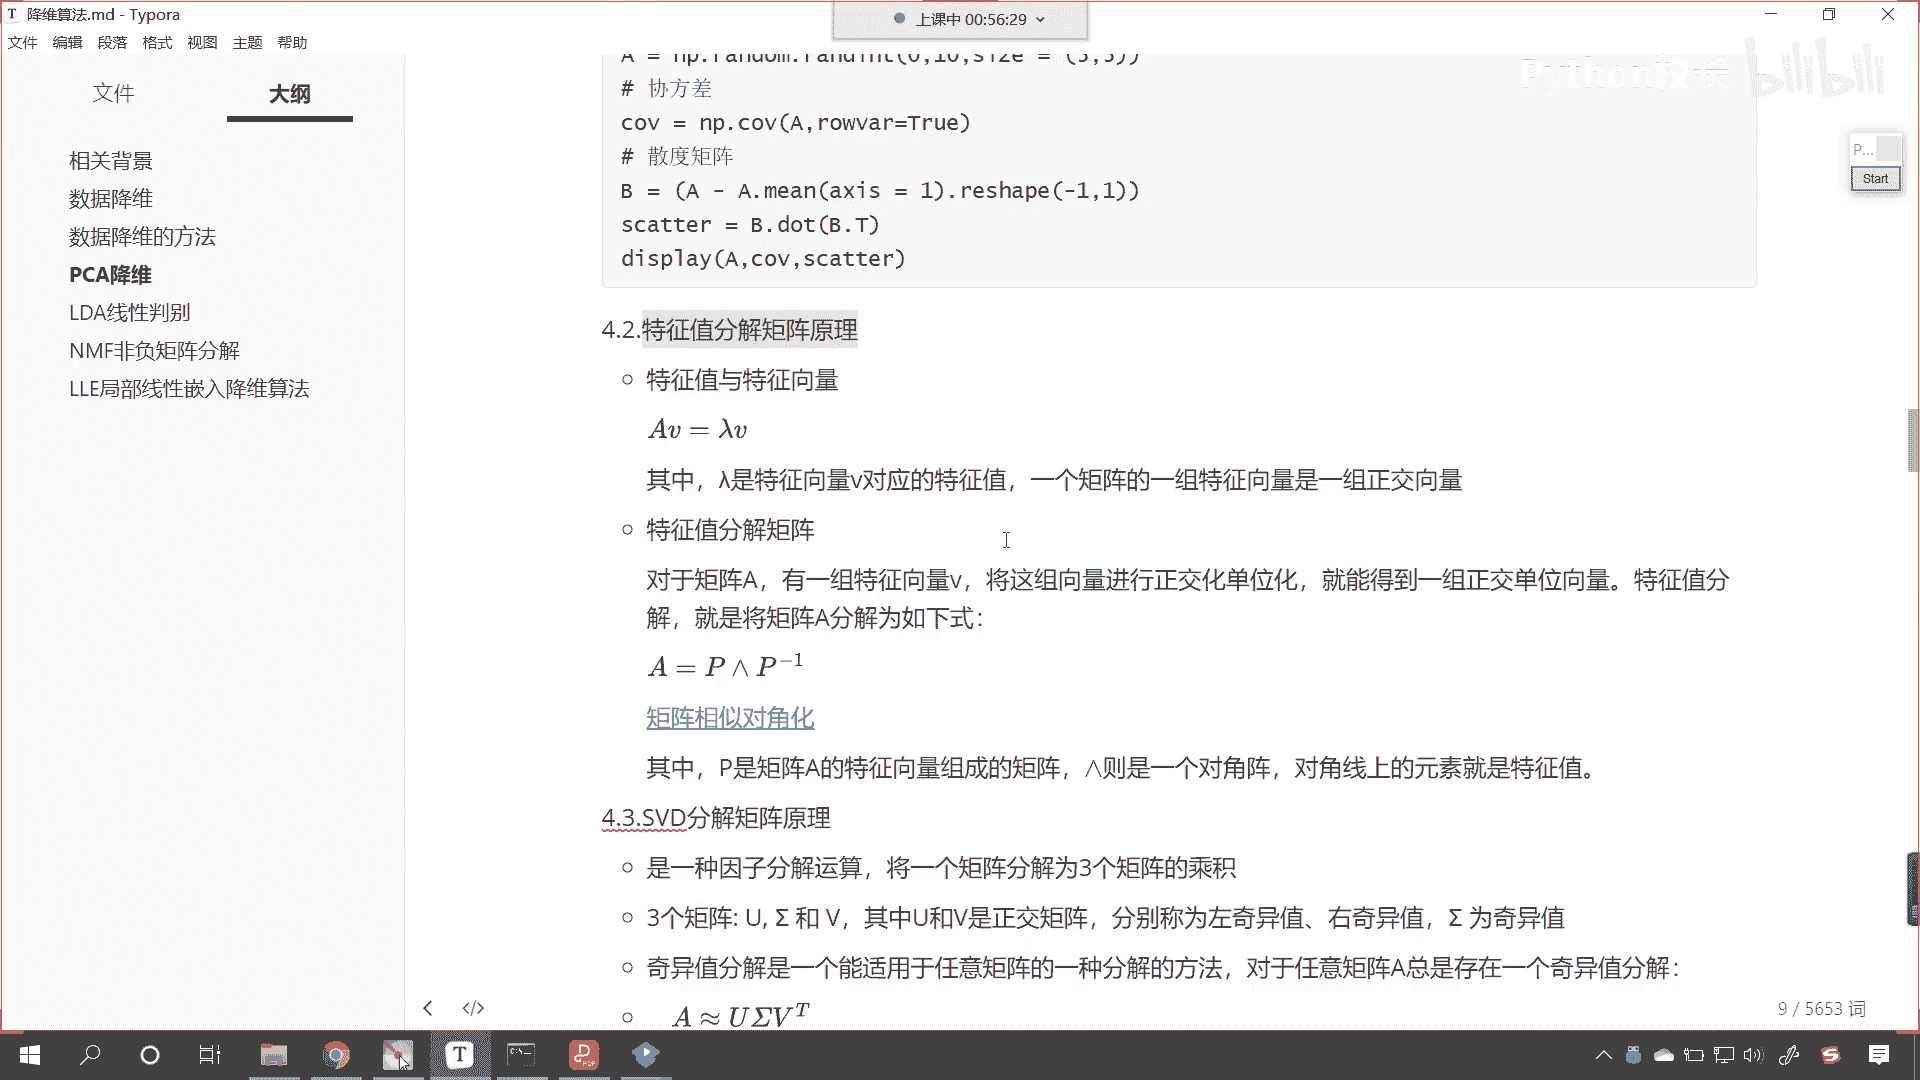 降维算法.md - Typora
上课中 00:56:29
文件 编辑 段落 格式 视图 主题 帮助
文件 大纲
相关背景
数据降维
数据降维的方法
PCA降维
LDA线性判别
NMF非负矩阵分解
LLE局部线性嵌入降维算法
A = np.random.randint(0,10,size = (3,3))
# 协方差
cov = np.cov(A,rowvar=True)
# 散度矩阵
B = (A - A.mean(axis = 1).reshape(-1,1))
scatter = B.dot(B.T)
display(A,cov,scatter)
4.2.特征值分解矩阵原理
特征值与特征向量
Av = λv
其中，λ是特征向量v对应的特征值，一个矩阵的一组特征向量是一组正交向量
特征值分解矩阵
对于矩阵A，有一组特征向量v，将这组向量进行正交化单位化，就能得到一组正交单位向量。特征值分
解，就是将矩阵A分解为如下式：
A = P ∧ P⁻¹
矩阵相似对角化
其中，P是矩阵A的特征向量组成的矩阵，∧则是一个对角阵，对角线上的元素就是特征值。
4.3.SVD分解矩阵原理
是一种因子分解运算，将一个矩阵分解为3个矩阵的乘积
3个矩阵: U, Σ 和 V，其中U和V是正交矩阵，分别称为左奇异值、右奇异值，Σ 为奇异值
奇异值分解是一个能适用于任意矩阵的一种分解的方法，对于任意矩阵A总是存在一个奇异值分解：
A ≈ UΣVᵀ
9 / 5653 词
Python校长 bilibili
P...
Start